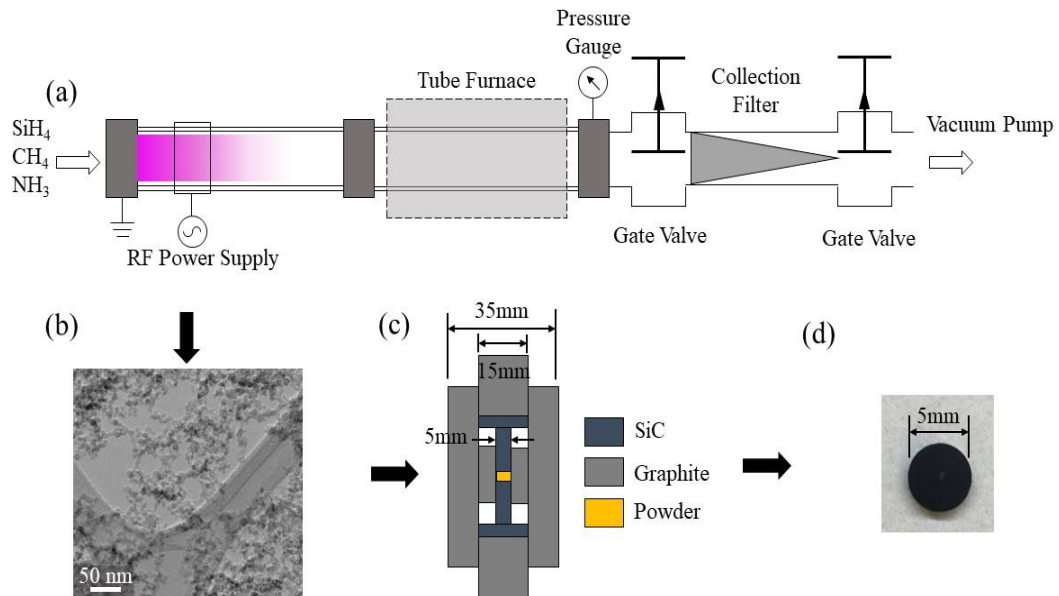 (a)
SiH4
CH4
NH3
RF Power Supply
Tube Furnace
Pressure
Gauge
Collection
Filter
Vacuum Pump
Gate Valve
Gate Valve
(b)
50 nm
(c)
35mm
15mm
5mm
SiC
Graphite
Powder
(d)
5mm